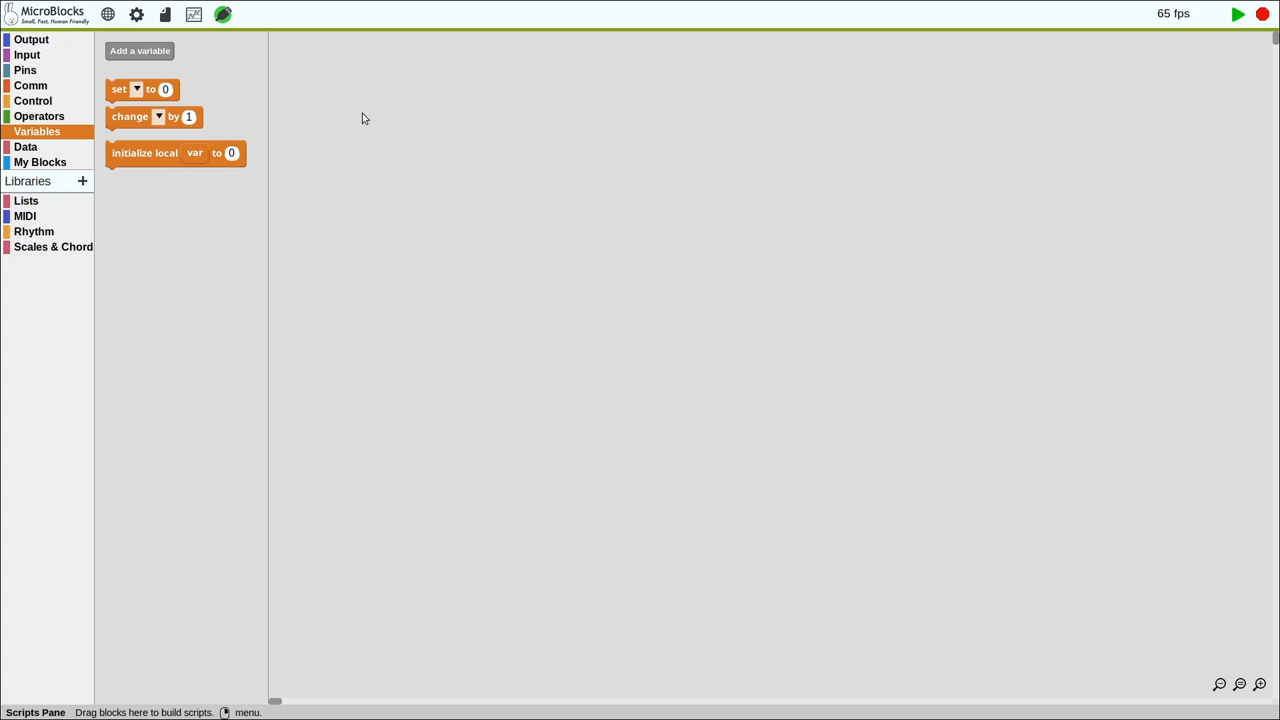 MicroBlocks
Small, Fast, Human Friendly
65 fps
Output
Input
Pins
Comm
Control
Operators
Variables
Data
My Blocks
Libraries +
Lists
MIDI
Rhythm
Scales & Chord
Add a variable
set to 0
change by 1
initialize local var to 0
Scripts Pane Drag blocks here to build scripts. menu.